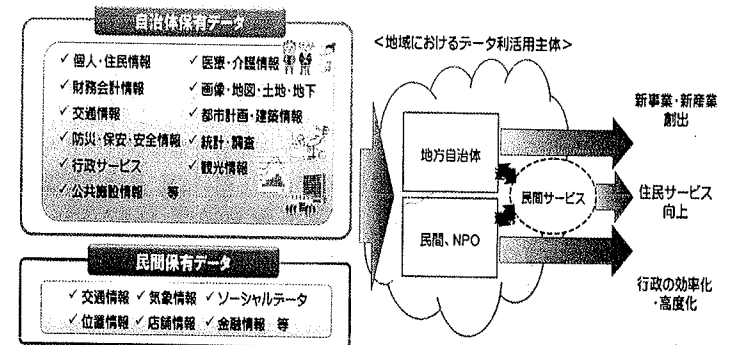 自治体保有データ
✓ 個人・住民情報
✓ 財務会計情報
✓ 交通情報
✓ 防災・保安・安全情報
✓ 行政サービス
✓ 公共施設情報　等
✓ 医療・介護情報
✓ 画像・地図・土地・地下
✓ 都市計画・建築情報
✓ 統計・調査
✓ 観光情報
民間保有データ
✓ 交通情報 ✓ 気象情報 ✓ ソーシャルデータ
✓ 位置情報 ✓ 店舗情報 ✓ 金融情報　等
<地域におけるデータ利活用主体>
地方自治体
民間、NPO
民間サービス
新事業・新産業
創出
住民サービス
向上
行政の効率化
・高度化